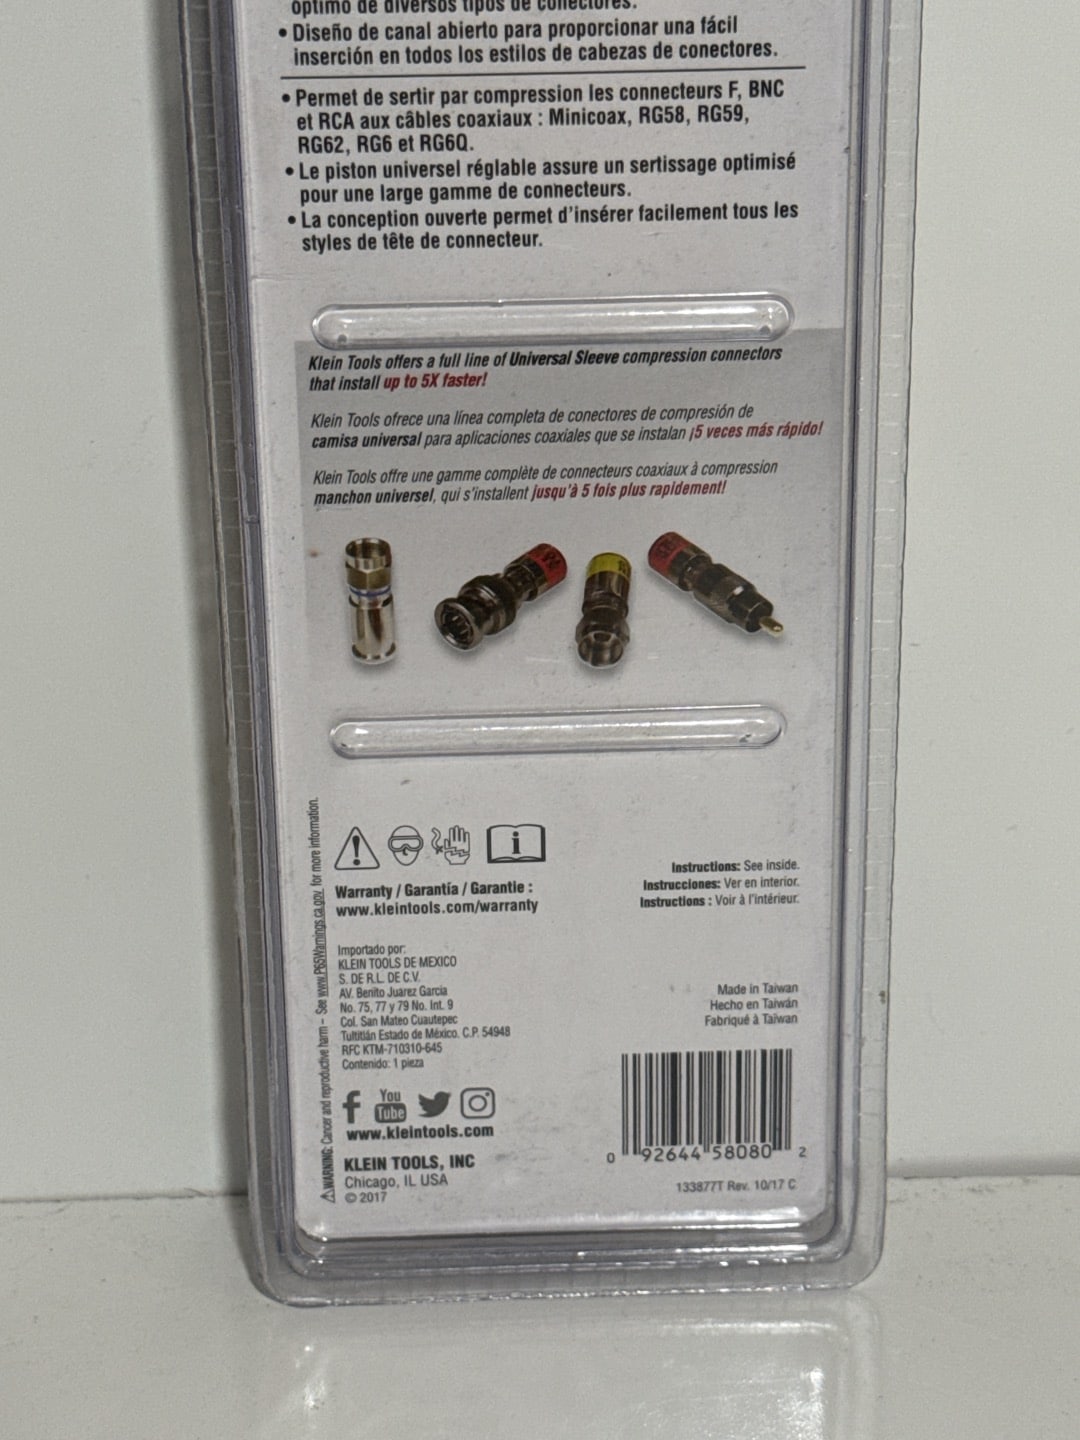 óptimo de diversos tipos de conectores.
• Diseño de canal abierto para proporcionar una fácil
inserción en todos los estilos de cabezas de conectores.
• Permet de sertir par compression les connecteurs F, BNC
et RCA aux câbles coaxiaux : Minicoax, RG58, RG59,
RG62, RG6 et RG6Q.
• Le piston universel réglable assure un sertissage optimisé
pour une large gamme de connecteurs.
• La conception ouverte permet d'insérer facilement tous les
styles de tête de connecteur.
Klein Tools offers a full line of Universal Sleeve compression connectors
that install up to 5X faster!
Klein Tools ofrece una línea completa de conectores de compresión de
camisa universal para aplicaciones coaxiales que se instalan ¡5 veces más rápido!
Klein Tools offre une gamme complète de connecteurs coaxiaux à compression
manchon universel, qui s'installent jusqu'à 5 fois plus rapidement!
WARNING: Cancer and reproductive harm – See www.P65Warnings.ca.gov. for more information.
Warranty / Garantía / Garantie :
www.kleintools.com/warranty
Instructions: See inside.
Instrucciones: Ver en interior.
Instructions : Voir à l'intérieur.
Importado por:
KLEIN TOOLS DE MEXICO
S. DE R.L. DE C.V.
AV. Benito Juarez Garcia
No. 75, 77 y 79 No. Int. 9
Col. San Mateo Cuautepec
Tultitlán Estado de México. C.P. 54948
RFC KTM-710310-645
Contenido: 1 pieza
Made in Taiwan
Hecho en Taiwán
Fabriqué à Taïwan
You
Tube
www.kleintools.com
KLEIN TOOLS, INC
Chicago, IL USA
© 2017
0 92644 58080 2
133877T Rev. 10/17 C